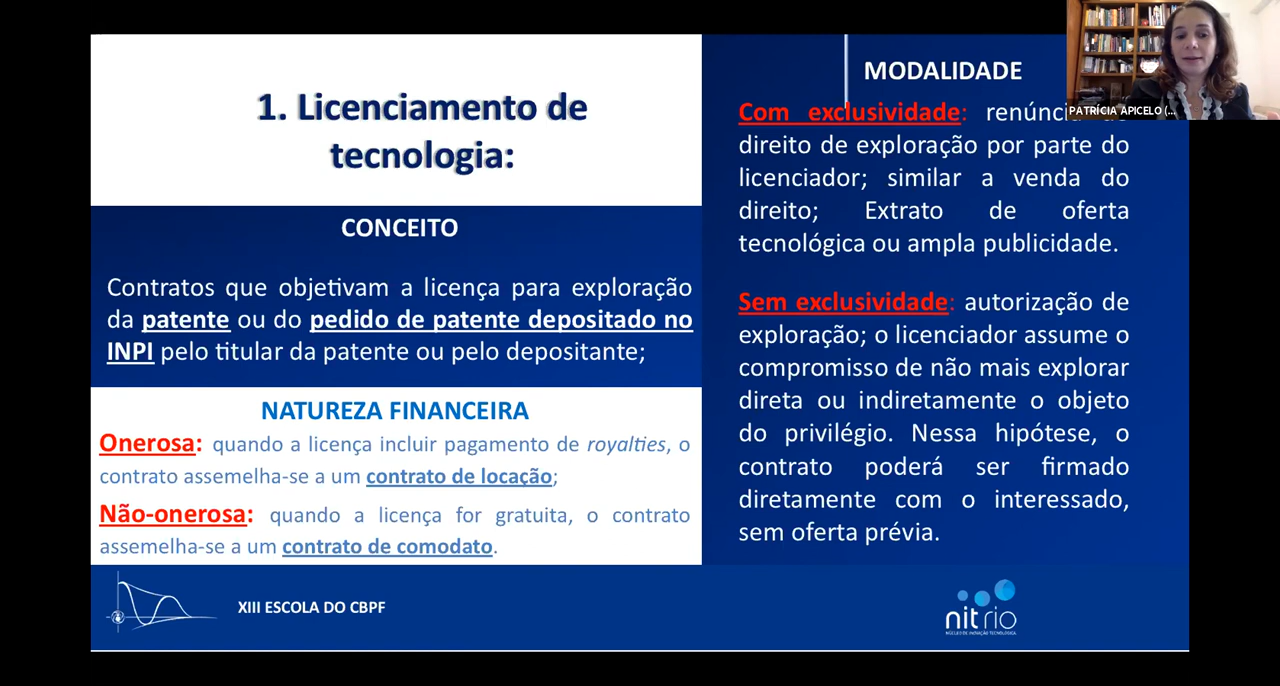 1. Licenciamento de
tecnologia:
CONCEITO
Contratos que objetivam a licença para exploração
da patente ou do pedido de patente depositado no
INPI pelo titular da patente ou pelo depositante;
NATUREZA FINANCEIRA
Onerosa: quando a licença incluir pagamento de royalties, o
contrato assemelha-se a um contrato de locação;
Não-onerosa: quando a licença for gratuita, o contrato
assemelha-se a um contrato de comodato.
MODALIDADE
Com exclusividade: renúncia
direito de exploração por parte do
licenciador; similar a venda do
direito; Extrato de oferta
tecnológica ou ampla publicidade.
Sem exclusividade: autorização de
exploração; o licenciador assume o
compromisso de não mais explorar
direta ou indiretamente o objeto
do privilégio. Nessa hipótese, o
contrato poderá ser firmado
diretamente com o interessado,
sem oferta prévia.
PATRÍCIA APICELO (...
XIII ESCOLA DO CBPF
nitrio
NÚCLEO DE INOVAÇÃO TECNOLÓGICA